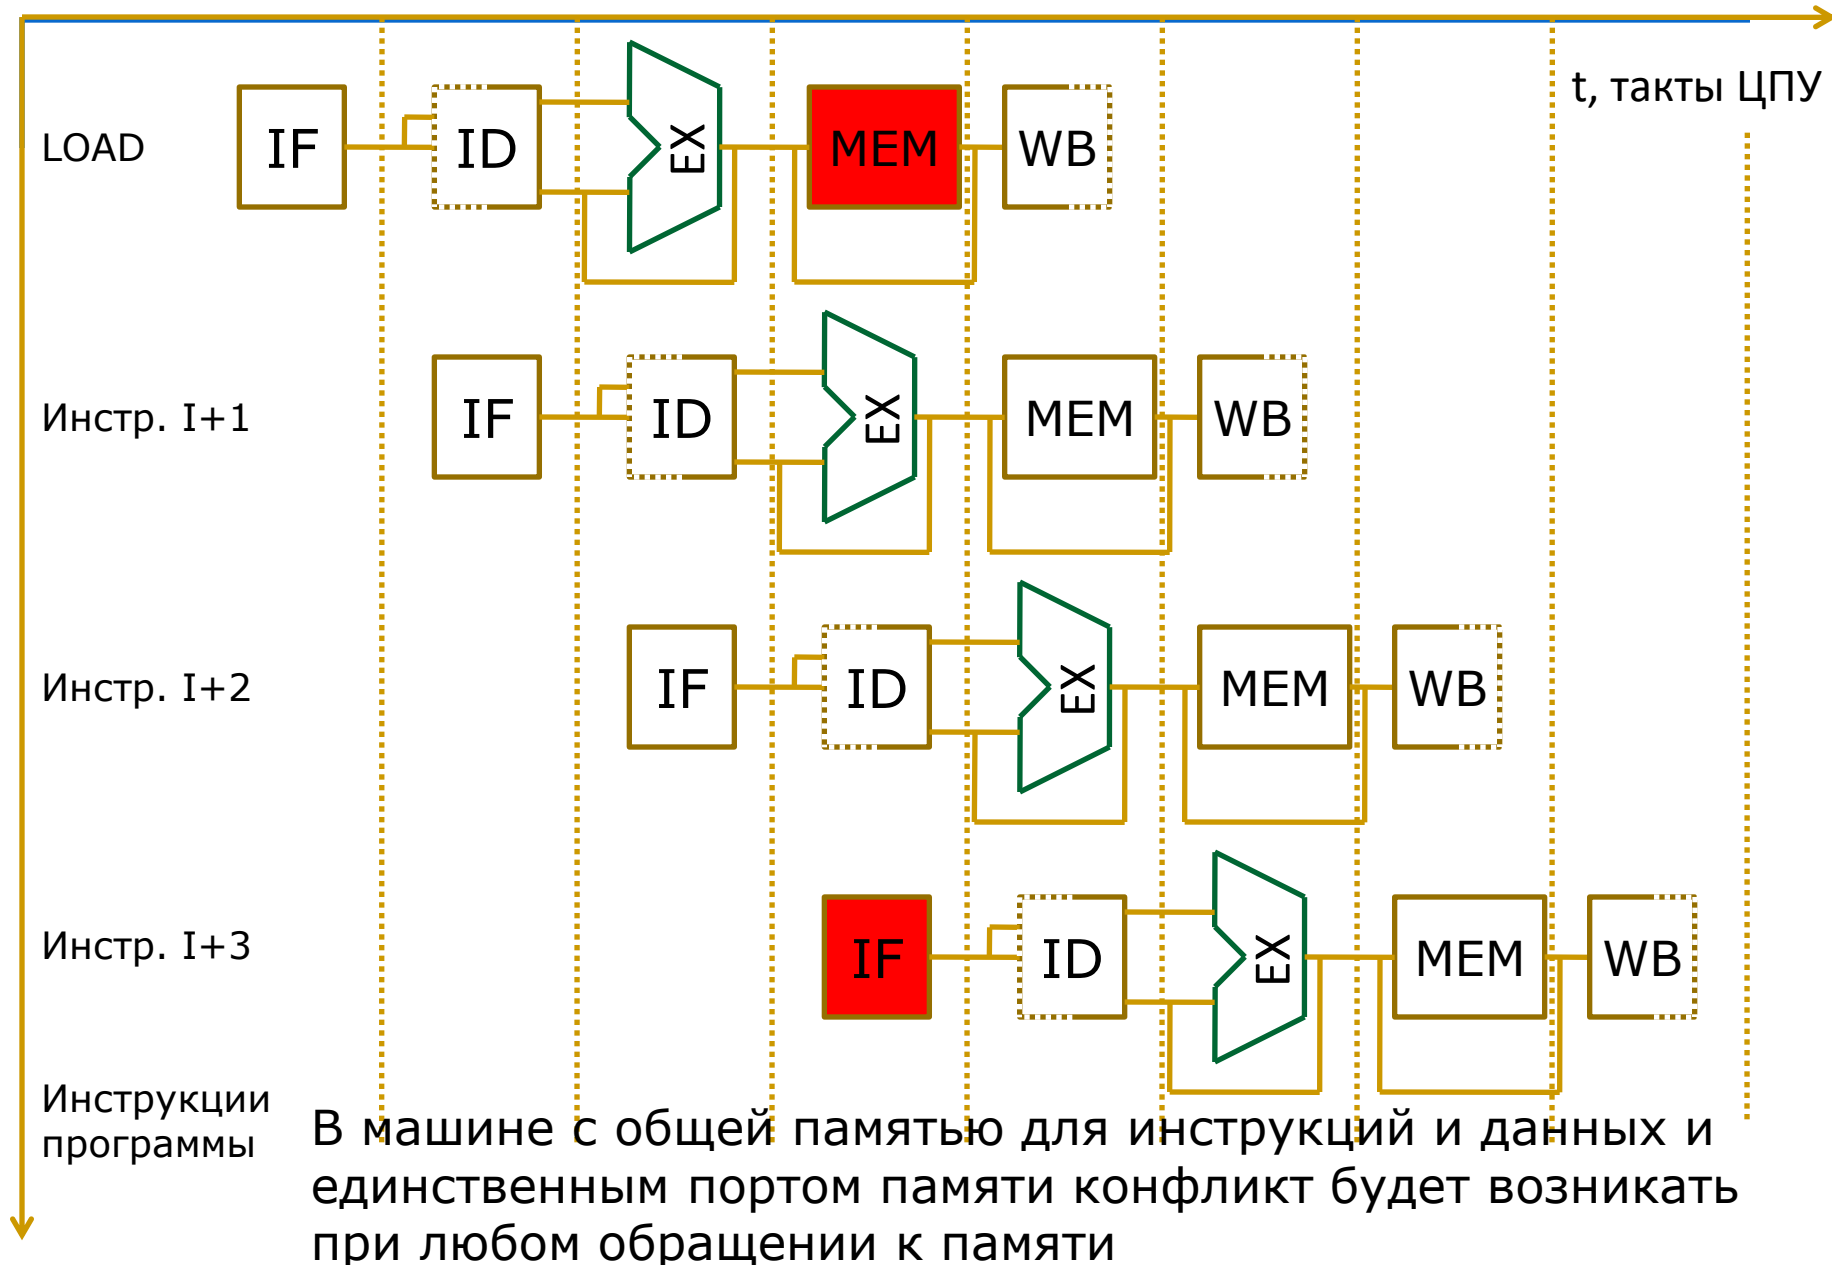 t, такты ЦПУ
LOAD IF ID EX MEM WB
Инстр. I+1 IF ID EX MEM WB
Инстр. I+2 IF ID EX MEM WB
Инстр. I+3 IF ID EX MEM WB
Инструкции
программы
В машине с общей памятью для инструкций и данных и
единственным портом памяти конфликт будет возникать
при любом обращении к памяти